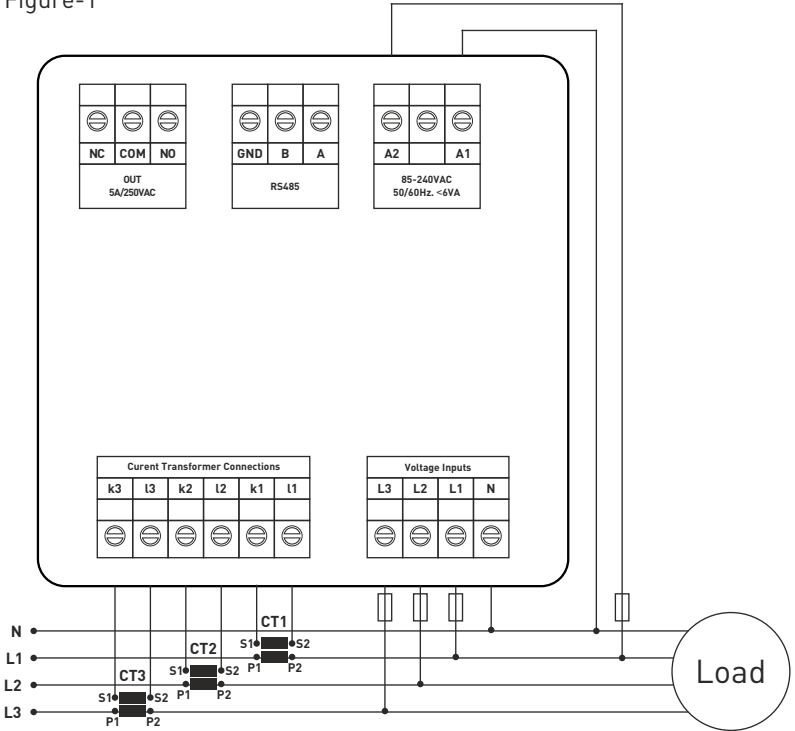 Figure-1
NC COM NO
OUT
5A/250VAC
GND B A
RS485
A2 A1
85-240VAC
50/60Hz. <6VA
Curent Transformer Connections
k3 l3 k2 l2 k1 l1
Voltage Inputs
L3 L2 L1 N
CT1
N
S1 S2
CT2
L1
S1 S2 P1 P2
CT3
L2
S1 S2 P1 P2
L3
P1 P2
Load